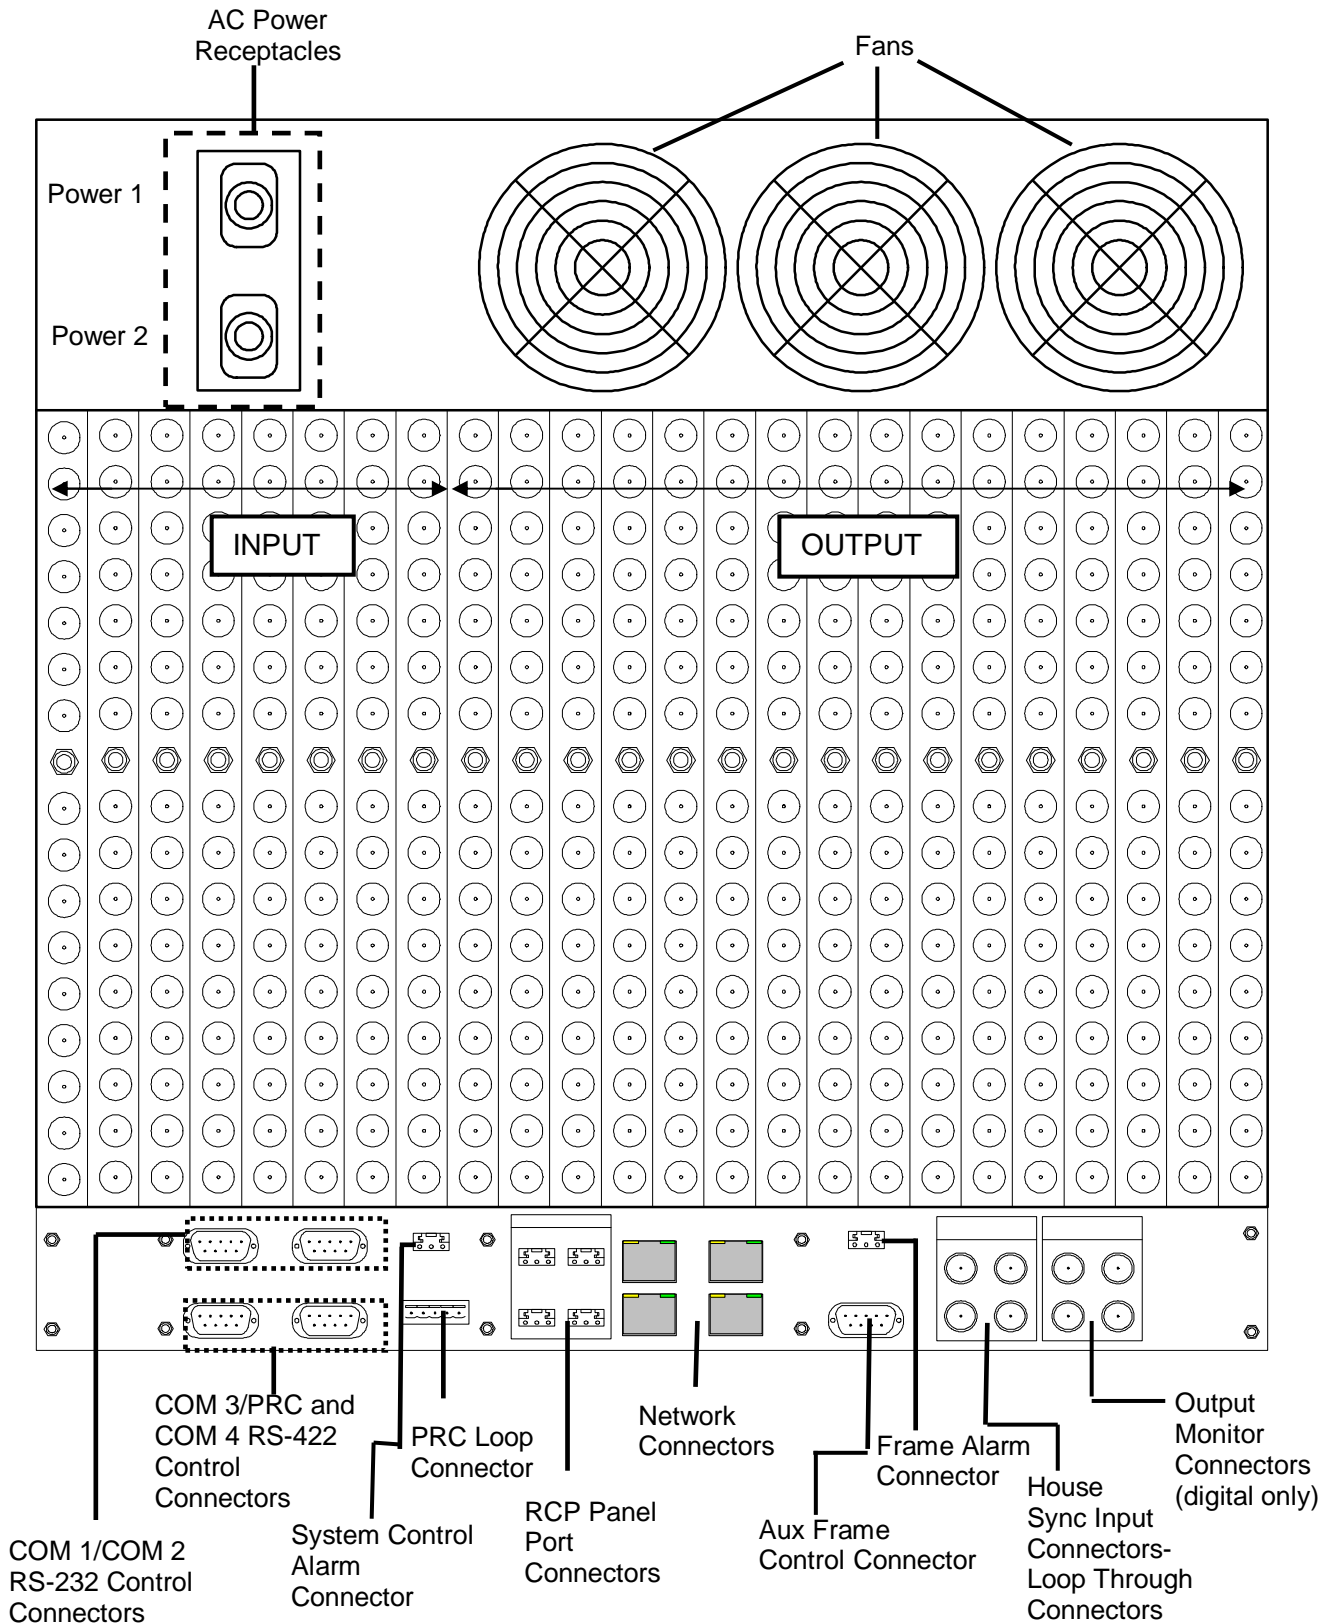 AC Power
Receptacles
Fans
Power 1
Power 2
INPUT
OUTPUT
COM 3/PRC and
COM 4 RS-422
Control
Connectors
PRC Loop
Connector
Network
Connectors
Frame Alarm
Connector
Output
Monitor
Connectors
(digital only)
COM 1/COM 2
RS-232 Control
Connectors
System Control
Alarm
Connector
RCP Panel
Port
Connectors
Aux Frame
Control Connector
House
Sync Input
Connectors-
Loop Through
Connectors